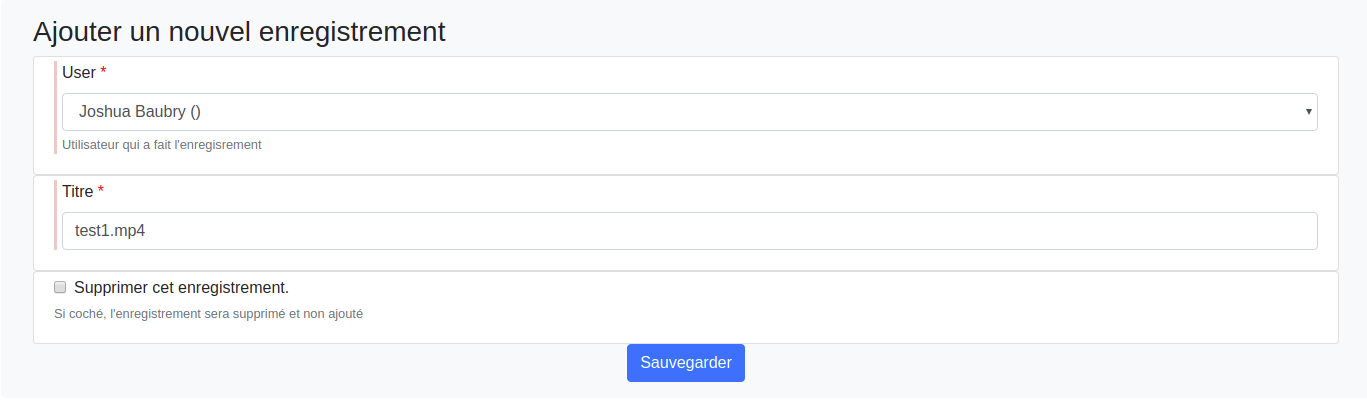 Ajouter un nouvel enregistrement
User *
Joshua Baubry ()
Utilisateur qui a fait l'enregisrement
Titre *
test1.mp4
Supprimer cet enregistrement.
Si coché, l'enregistrement sera supprimé et non ajouté
Sauvegarder